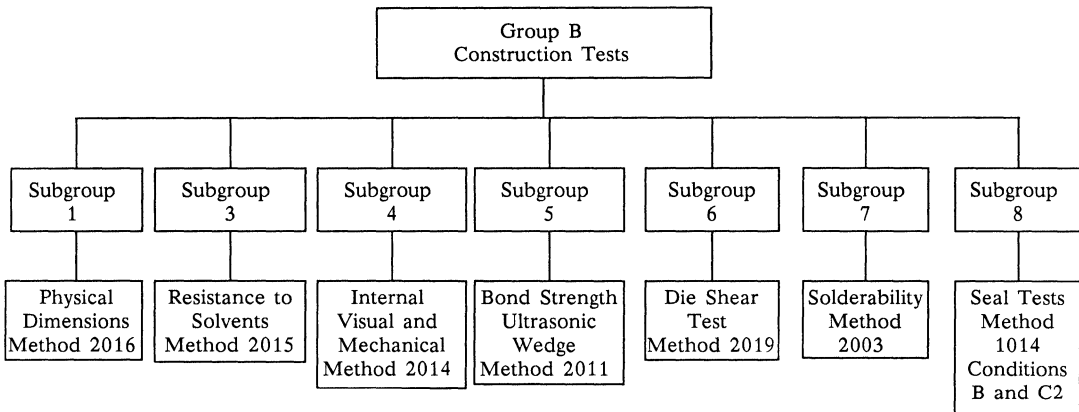 Group B
Construction Tests
Subgroup
1
Subgroup
3
Subgroup
4
Subgroup
5
Subgroup
6
Subgroup
7
Subgroup
8
Physical
Dimensions
Method 2016
Resistance to
Solvents
Method 2015
Internal
Visual and
Mechanical
Method 2014
Bond Strength
Ultrasonic
Wedge
Method 2011
Die Shear
Test
Method 2019
Solderability
Method
2003
Seal Tests
Method
1014
Conditions
B and C2